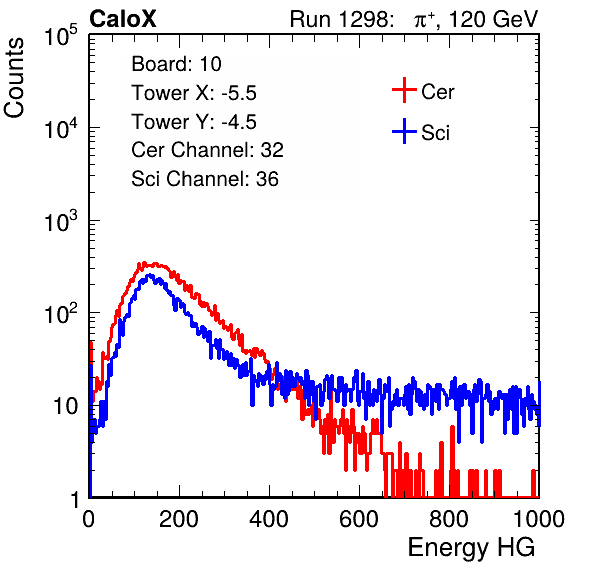 CaloX Run 1298: π⁺, 120 GeV
Counts
10⁵
10⁴
10³
10²
10
1
Board: 10
Tower X: -5.5
Tower Y: -4.5
Cer Channel: 32
Sci Channel: 36
Cer
Sci
0 200 400 600 800 1000
Energy HG